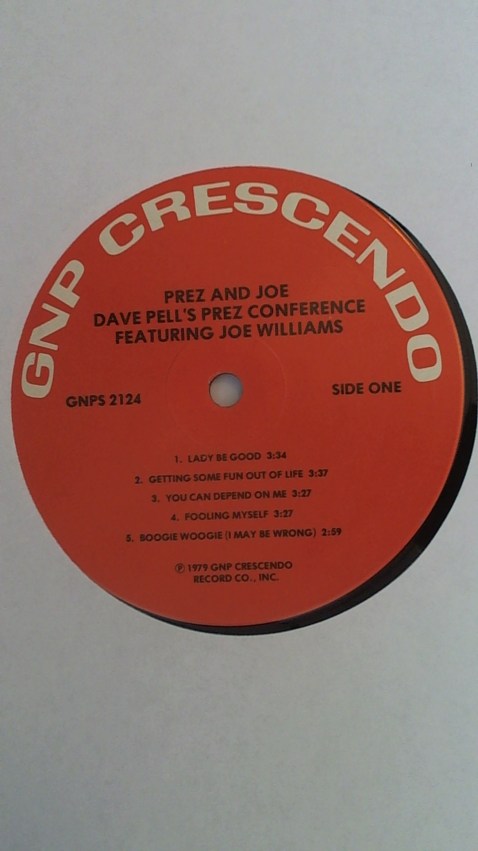 GNP CRESCENDO
PREZ AND JOE
DAVE PELL'S PREZ CONFERENCE
FEATURING JOE WILLIAMS
GNPS 2124
SIDE ONE
1. LADY BE GOOD 3:34
2. GETTING SOME FUN OUT OF LIFE 3:37
3. YOU CAN DEPEND ON ME 3:27
4. FOOLING MYSELF 3:27
5. BOOGIE WOOGIE (I MAY BE WRONG) 2:59
℗ 1979 GNP CRESCENDO
RECORD CO., INC.